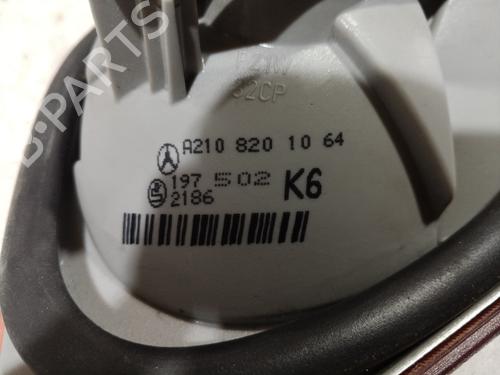 B-PARTS
P21W
32CP
A210 820 10 64
197 502 K6
2186